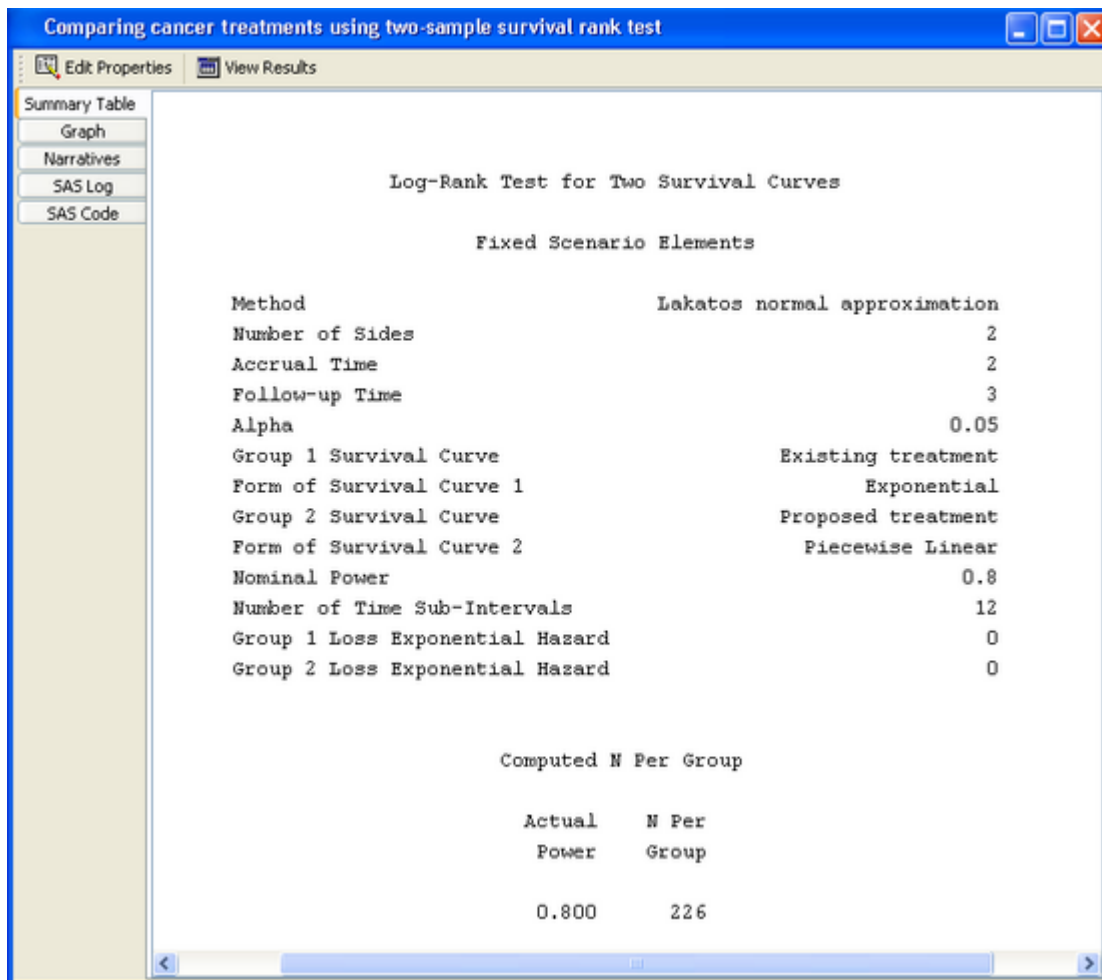 Comparing cancer treatments using two-sample survival rank test
Edit Properties View Results
Summary Table
Graph
Narratives
SAS Log
SAS Code
Log-Rank Test for Two Survival Curves
Fixed Scenario Elements
Method Lakatos normal approximation
Number of Sides 2
Accrual Time 2
Follow-up Time 3
Alpha 0.05
Group 1 Survival Curve Existing treatment
Form of Survival Curve 1 Exponential
Group 2 Survival Curve Proposed treatment
Form of Survival Curve 2 Piecewise Linear
Nominal Power 0.8
Number of Time Sub-Intervals 12
Group 1 Loss Exponential Hazard 0
Group 2 Loss Exponential Hazard 0
Computed N Per Group
Actual N Per
Power Group
0.800 226